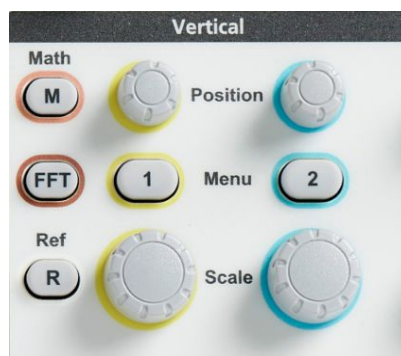 Vertical
Math
M
Position
FFT
1
Menu
2
Ref
R
Scale